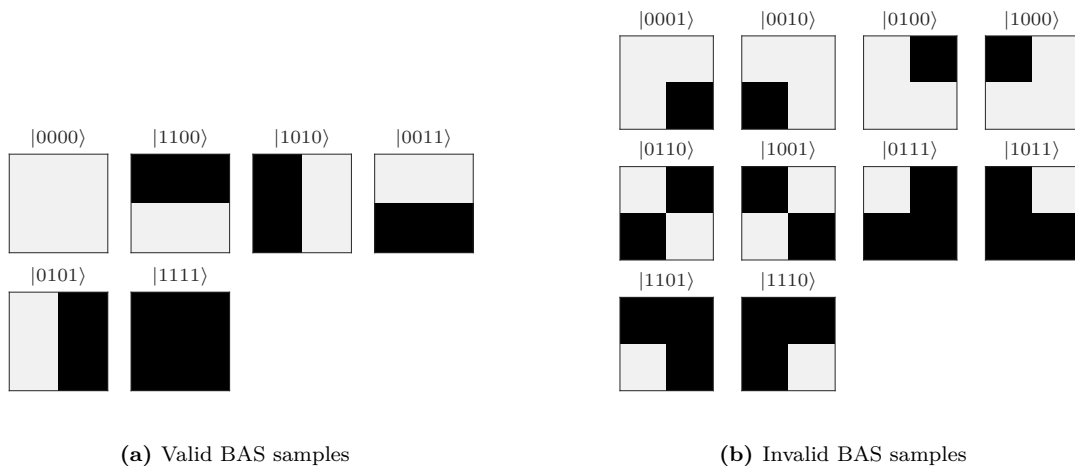 |0000⟩ |1100⟩ |1010⟩ |0011⟩
|0101⟩ |1111⟩
(a) Valid BAS samples
|0001⟩ |0010⟩ |0100⟩ |1000⟩
|0110⟩ |1001⟩ |0111⟩ |1011⟩
|1101⟩ |1110⟩
(b) Invalid BAS samples